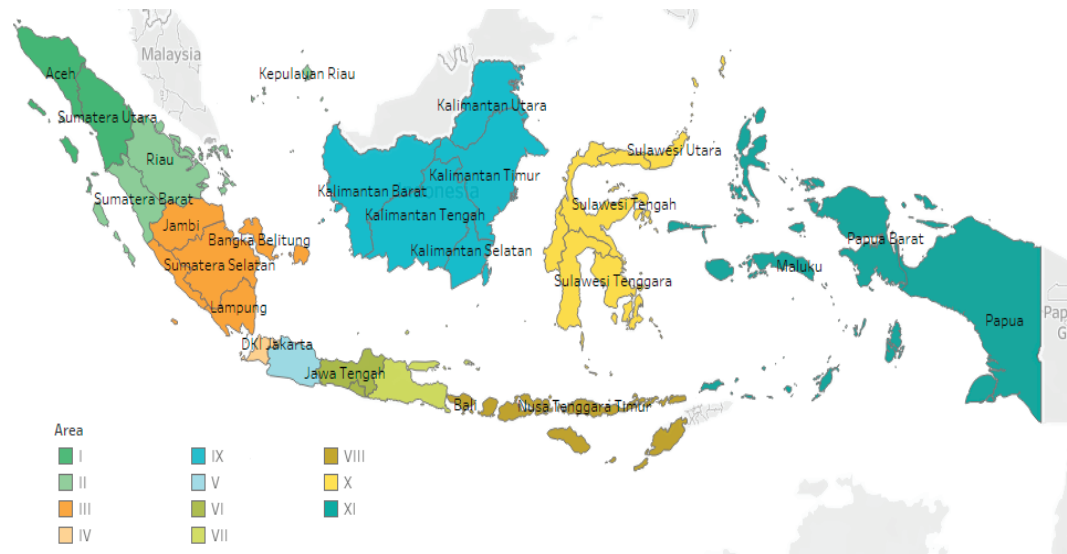 Malaysia
Aceh
Kepulauan Riau
Sumatera Utara
Kalimantan Utara
Riau
Sulawesi Utara
Kalimantan Timur
Kalimantan Barat
Sumatera Barat
Sulawesi Tengah
Kalimantan Tengah
Jambi
Bangka Belitung
Papua Barat
Kalimantan Selatan
Sumatera Selatan
Maluku
Sulawesi Tenggara
Lampung
Papua
DKI Jakarta
Jawa Tengah
Bali
Nusa Tenggara Timur
Area
I
II
III
IV
IX
V
VI
VII
VIII
X
XI